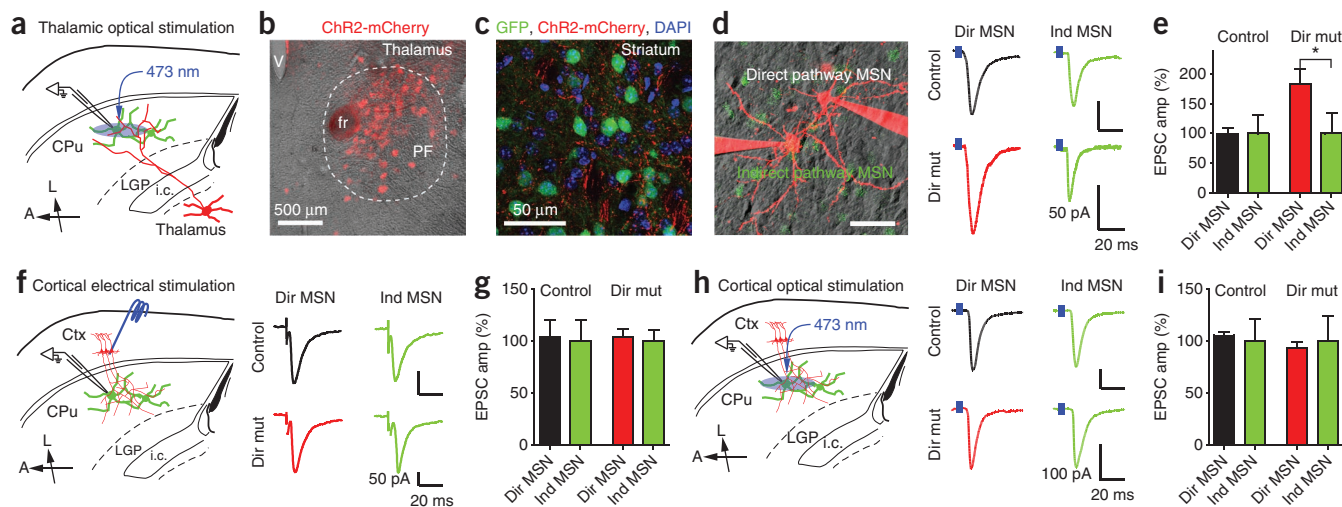 a
Thalamic optical stimulation
473 nm
CPu
LGP
i.c.
L
A
Thalamus
b
ChR2-mCherry
Thalamus
V
fr
PF
500 μm
c
GFP, ChR2-mCherry, DAPI
Striatum
50 μm
d
Direct pathway MSN
Indirect pathway MSN
Dir MSN
Ind MSN
Control
Dir mut
50 pA
20 ms
e
Control
Dir mut
*
EPSC amp (%)
200
150
100
50
0
Dir MSN
Ind MSN
Dir MSN
Ind MSN
f
Cortical electrical stimulation
Ctx
CPu
LGP
i.c.
L
A
Dir MSN
Ind MSN
Control
Dir mut
50 pA
20 ms
g
Control
Dir mut
EPSC amp (%)
150
100
50
0
Dir MSN
Ind MSN
Dir MSN
Ind MSN
h
Cortical optical stimulation
Ctx
473 nm
CPu
LGP
i.c.
L
A
Dir MSN
Ind MSN
Control
Dir mut
100 pA
20 ms
i
Control
Dir mut
EPSC amp (%)
150
100
50
0
Dir MSN
Ind MSN
Dir MSN
Ind MSN